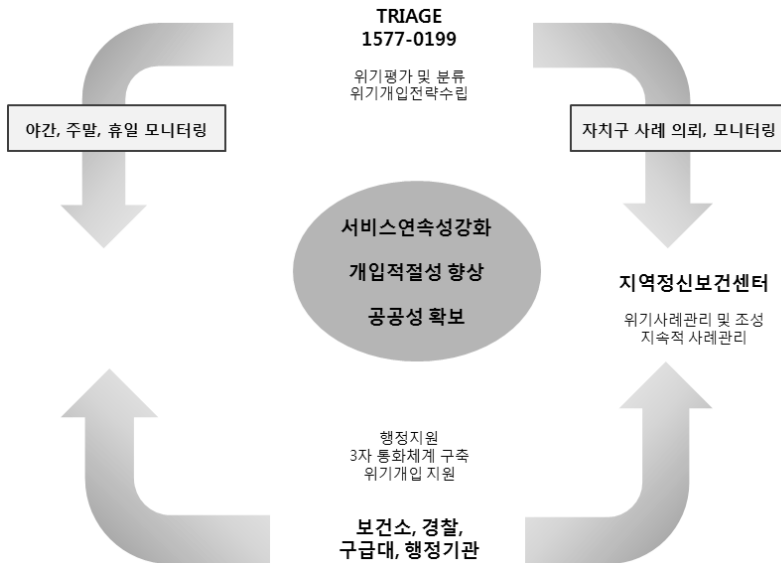 TRIAGE
1577-0199
위기평가 및 분류
위기개입전략수립
야간, 주말, 휴일 모니터링
자치구 사례 의뢰, 모니터링
서비스연속성강화
개입적절성 향상
공공성 확보
지역정신보건센터
위기사례관리 및 조성
지속적 사례관리
행정지원
3자 통화체계 구축
위기개입 지원
보건소, 경찰,
구급대, 행정기관